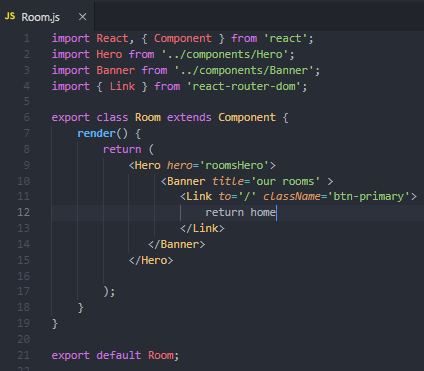 JS Room.js ×
1 import React, { Component } from 'react';
2 import Hero from '../components/Hero';
3 import Banner from '../components/Banner';
4 import { Link } from 'react-router-dom';
5
6 export class Room extends Component {
7 render() {
8 return (
9 <Hero hero='roomsHero'>
10 <Banner title='our rooms' >
11 <Link to='/' className='btn-primary'>
12 return home
13 </Link>
14 </Banner>
15 </Hero>
16
17 );
18 }
19 }
20
21 export default Room;